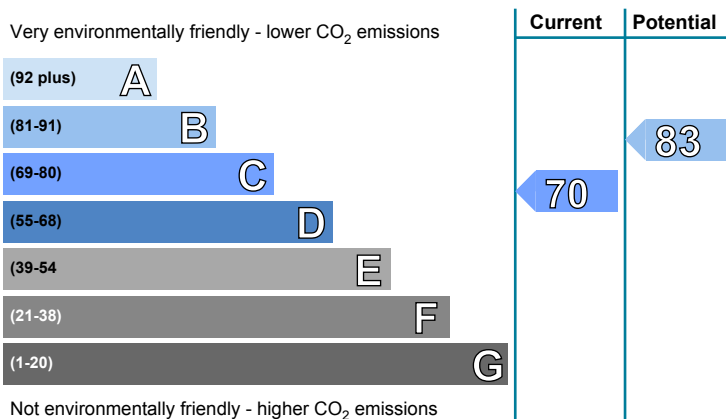 Current Potential
Very environmentally friendly - lower CO2 emissions
(92 plus) A
(81-91) B
83
(69-80) C
70
(55-68) D
(39-54 E
(21-38) F
(1-20) G
Not environmentally friendly - higher CO2 emissions